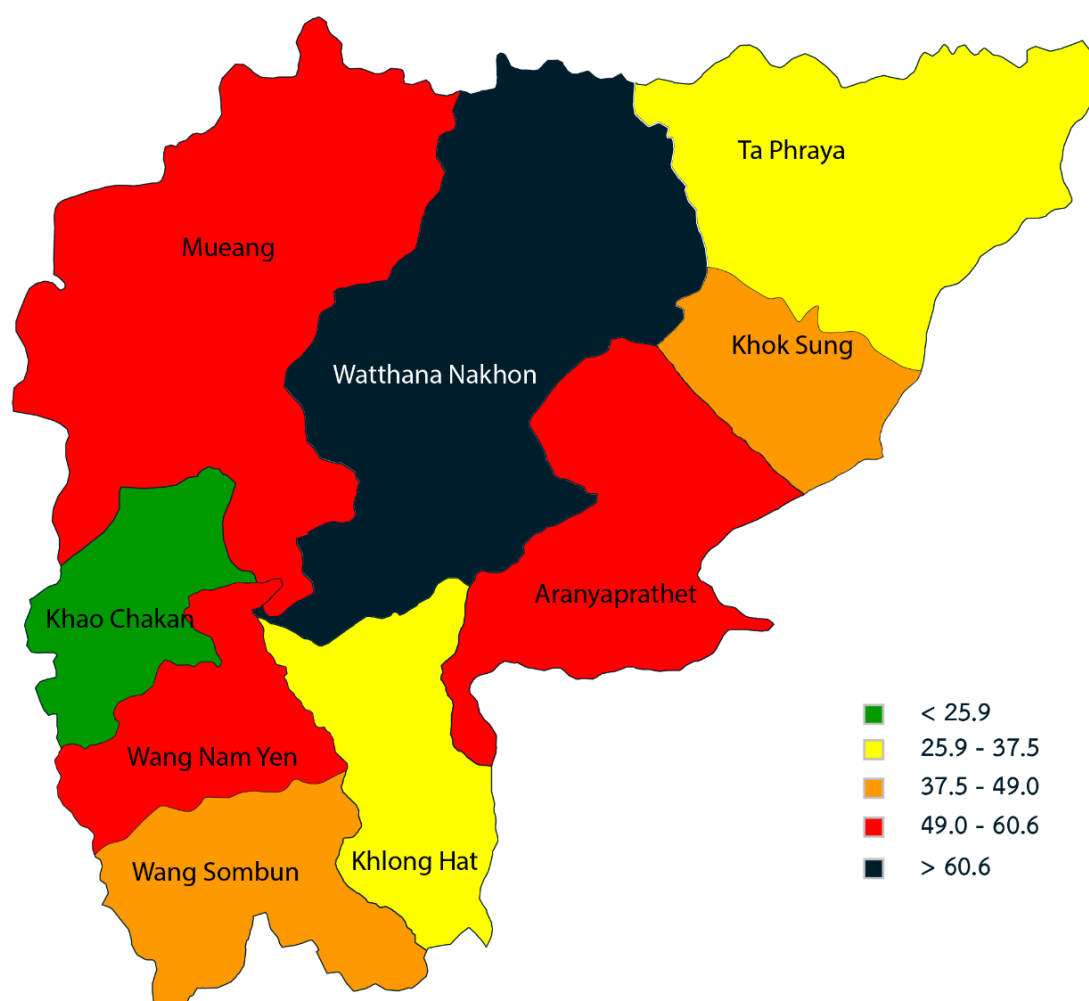 Ta Phraya
Mueang
Khok Sung
Watthana Nakhon
Aranyaprathet
Khao Chakan
Wang Nam Yen
Khlong Hat
Wang Sombun
< 25.9
25.9 - 37.5
37.5 - 49.0
49.0 - 60.6
> 60.6